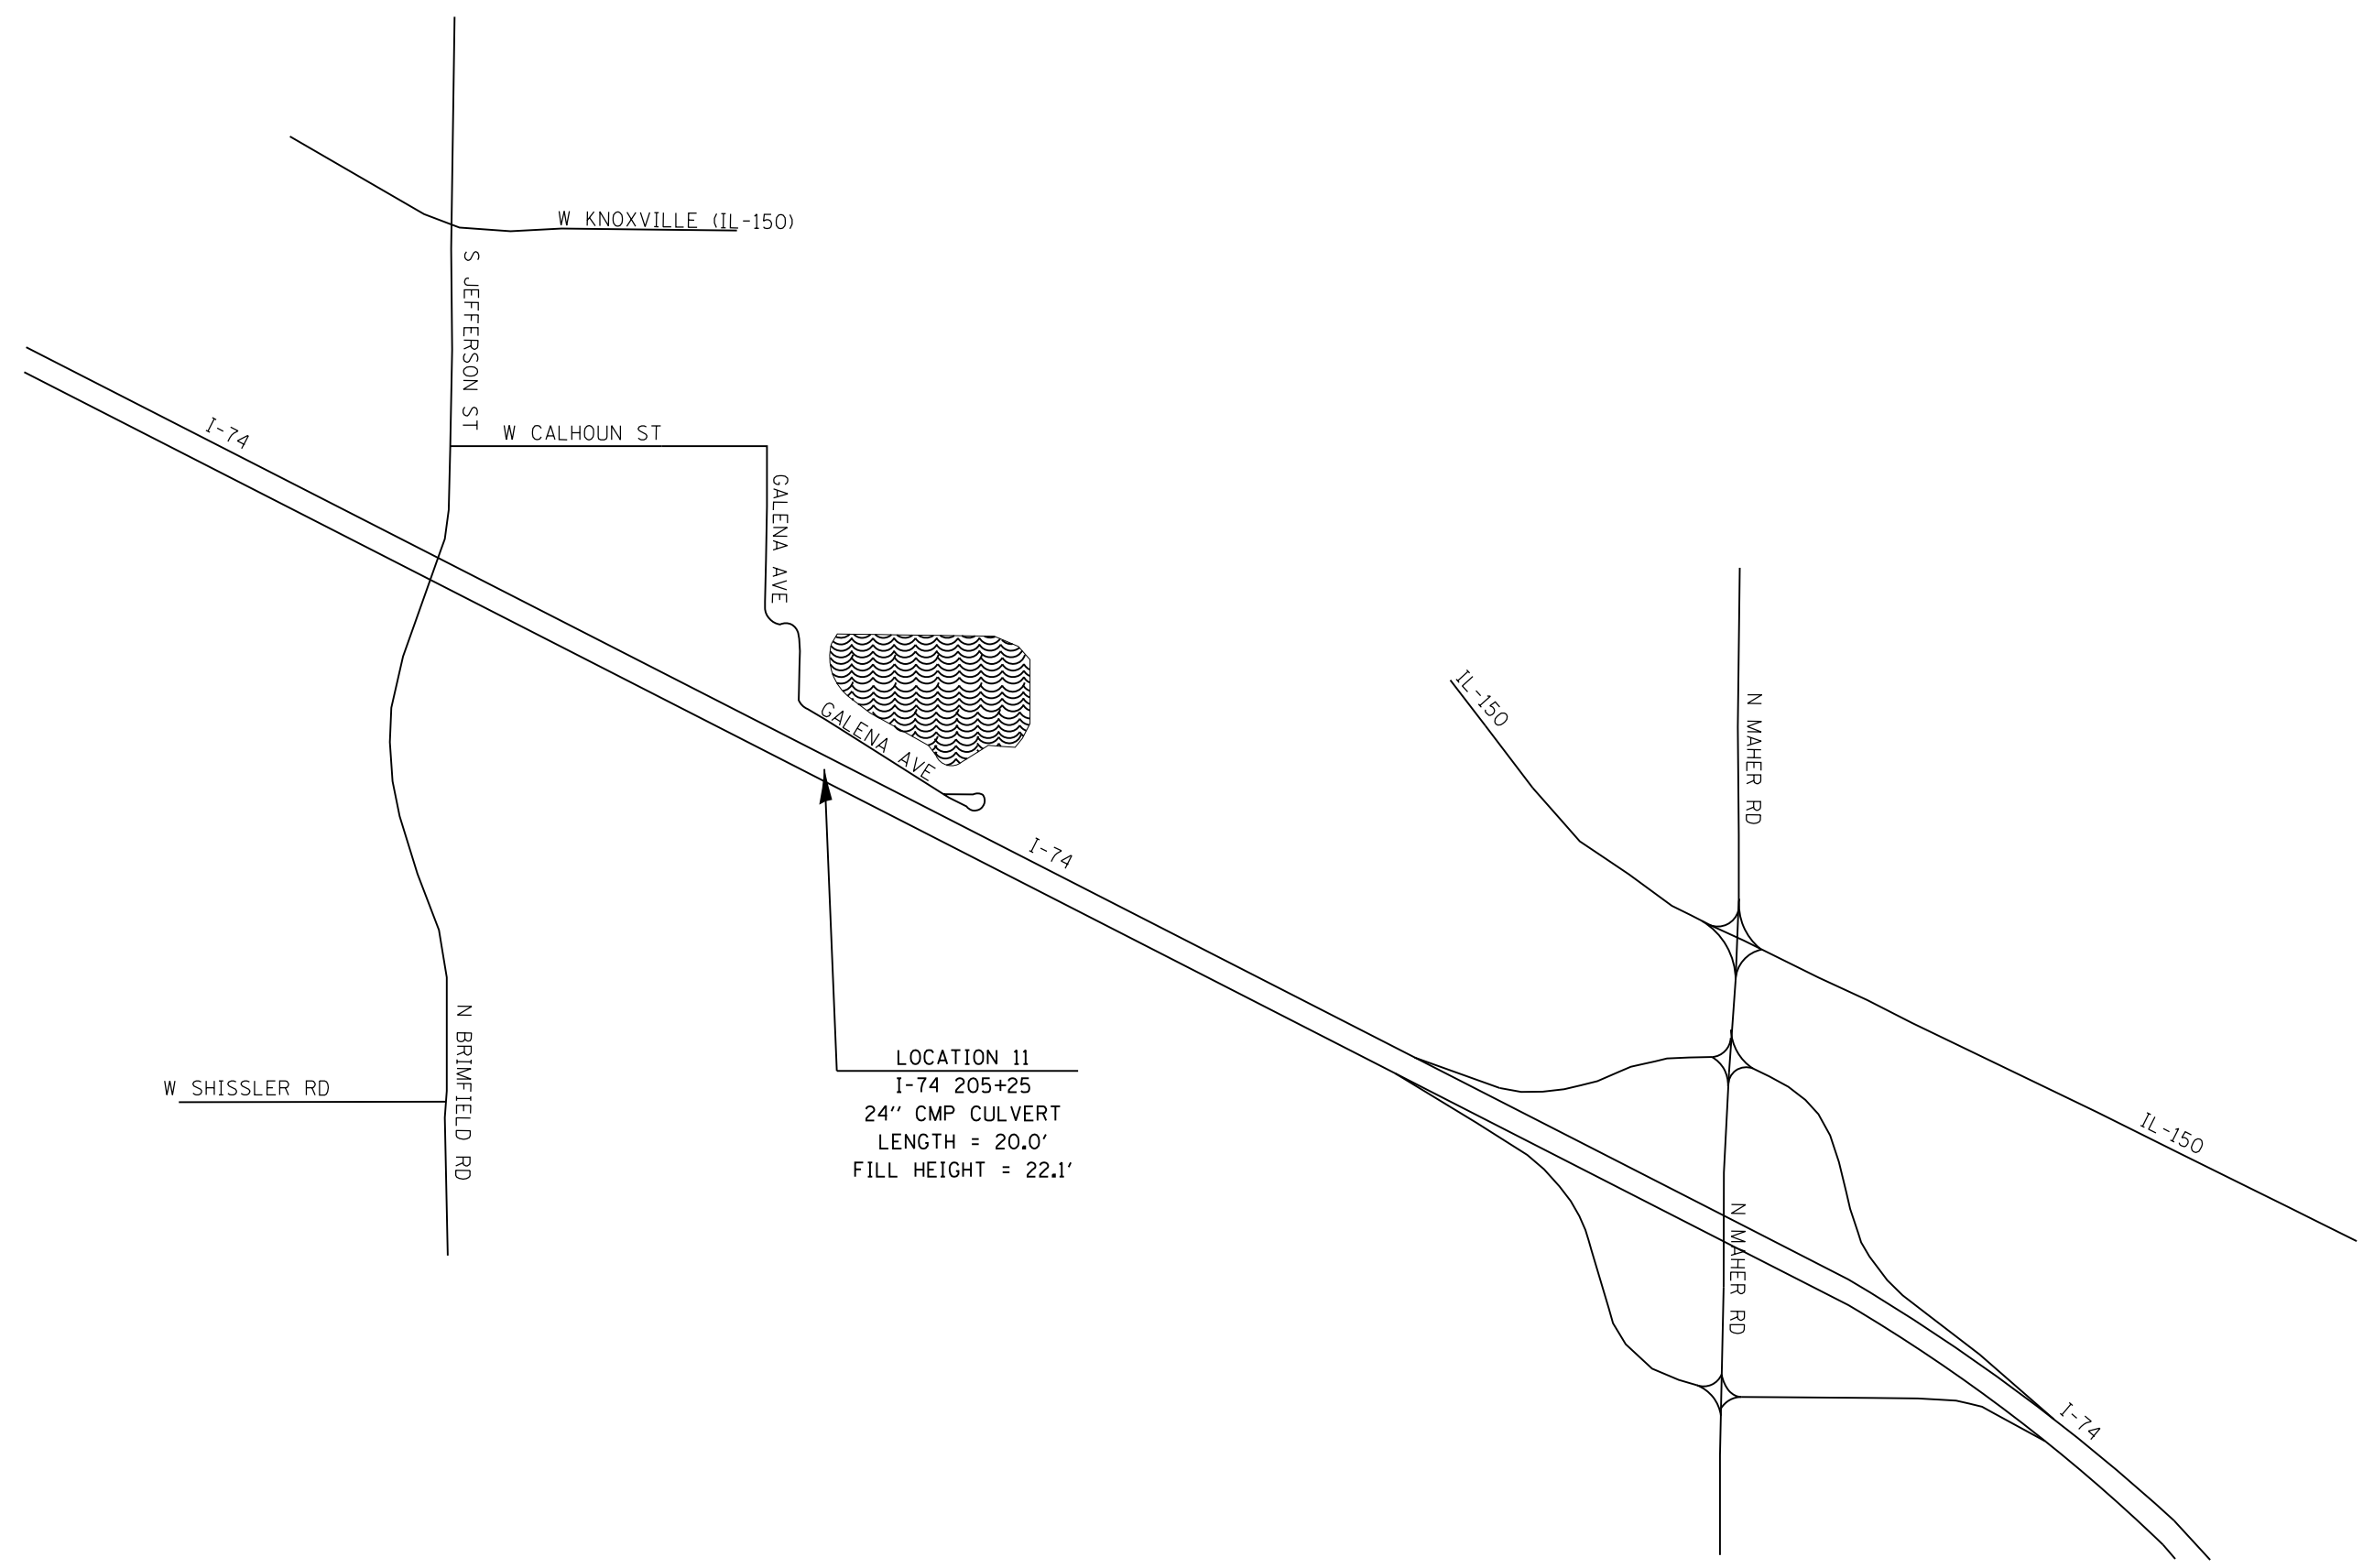 W KNOXVILLE (IL-150)
S JEFFERSON ST
I-74
W CALHOUN ST
GALENA AVE
GALENA AVE
IL-150
N MAHER RD
I-74
N BRIMFIELD RD
W SHISSLER RD
LOCATION 11
I-74 205+25
24'' CMP CULVERT
LENGTH = 20.0'
FILL HEIGHT = 22.1'
IL-150
N MAHER RD
I-74